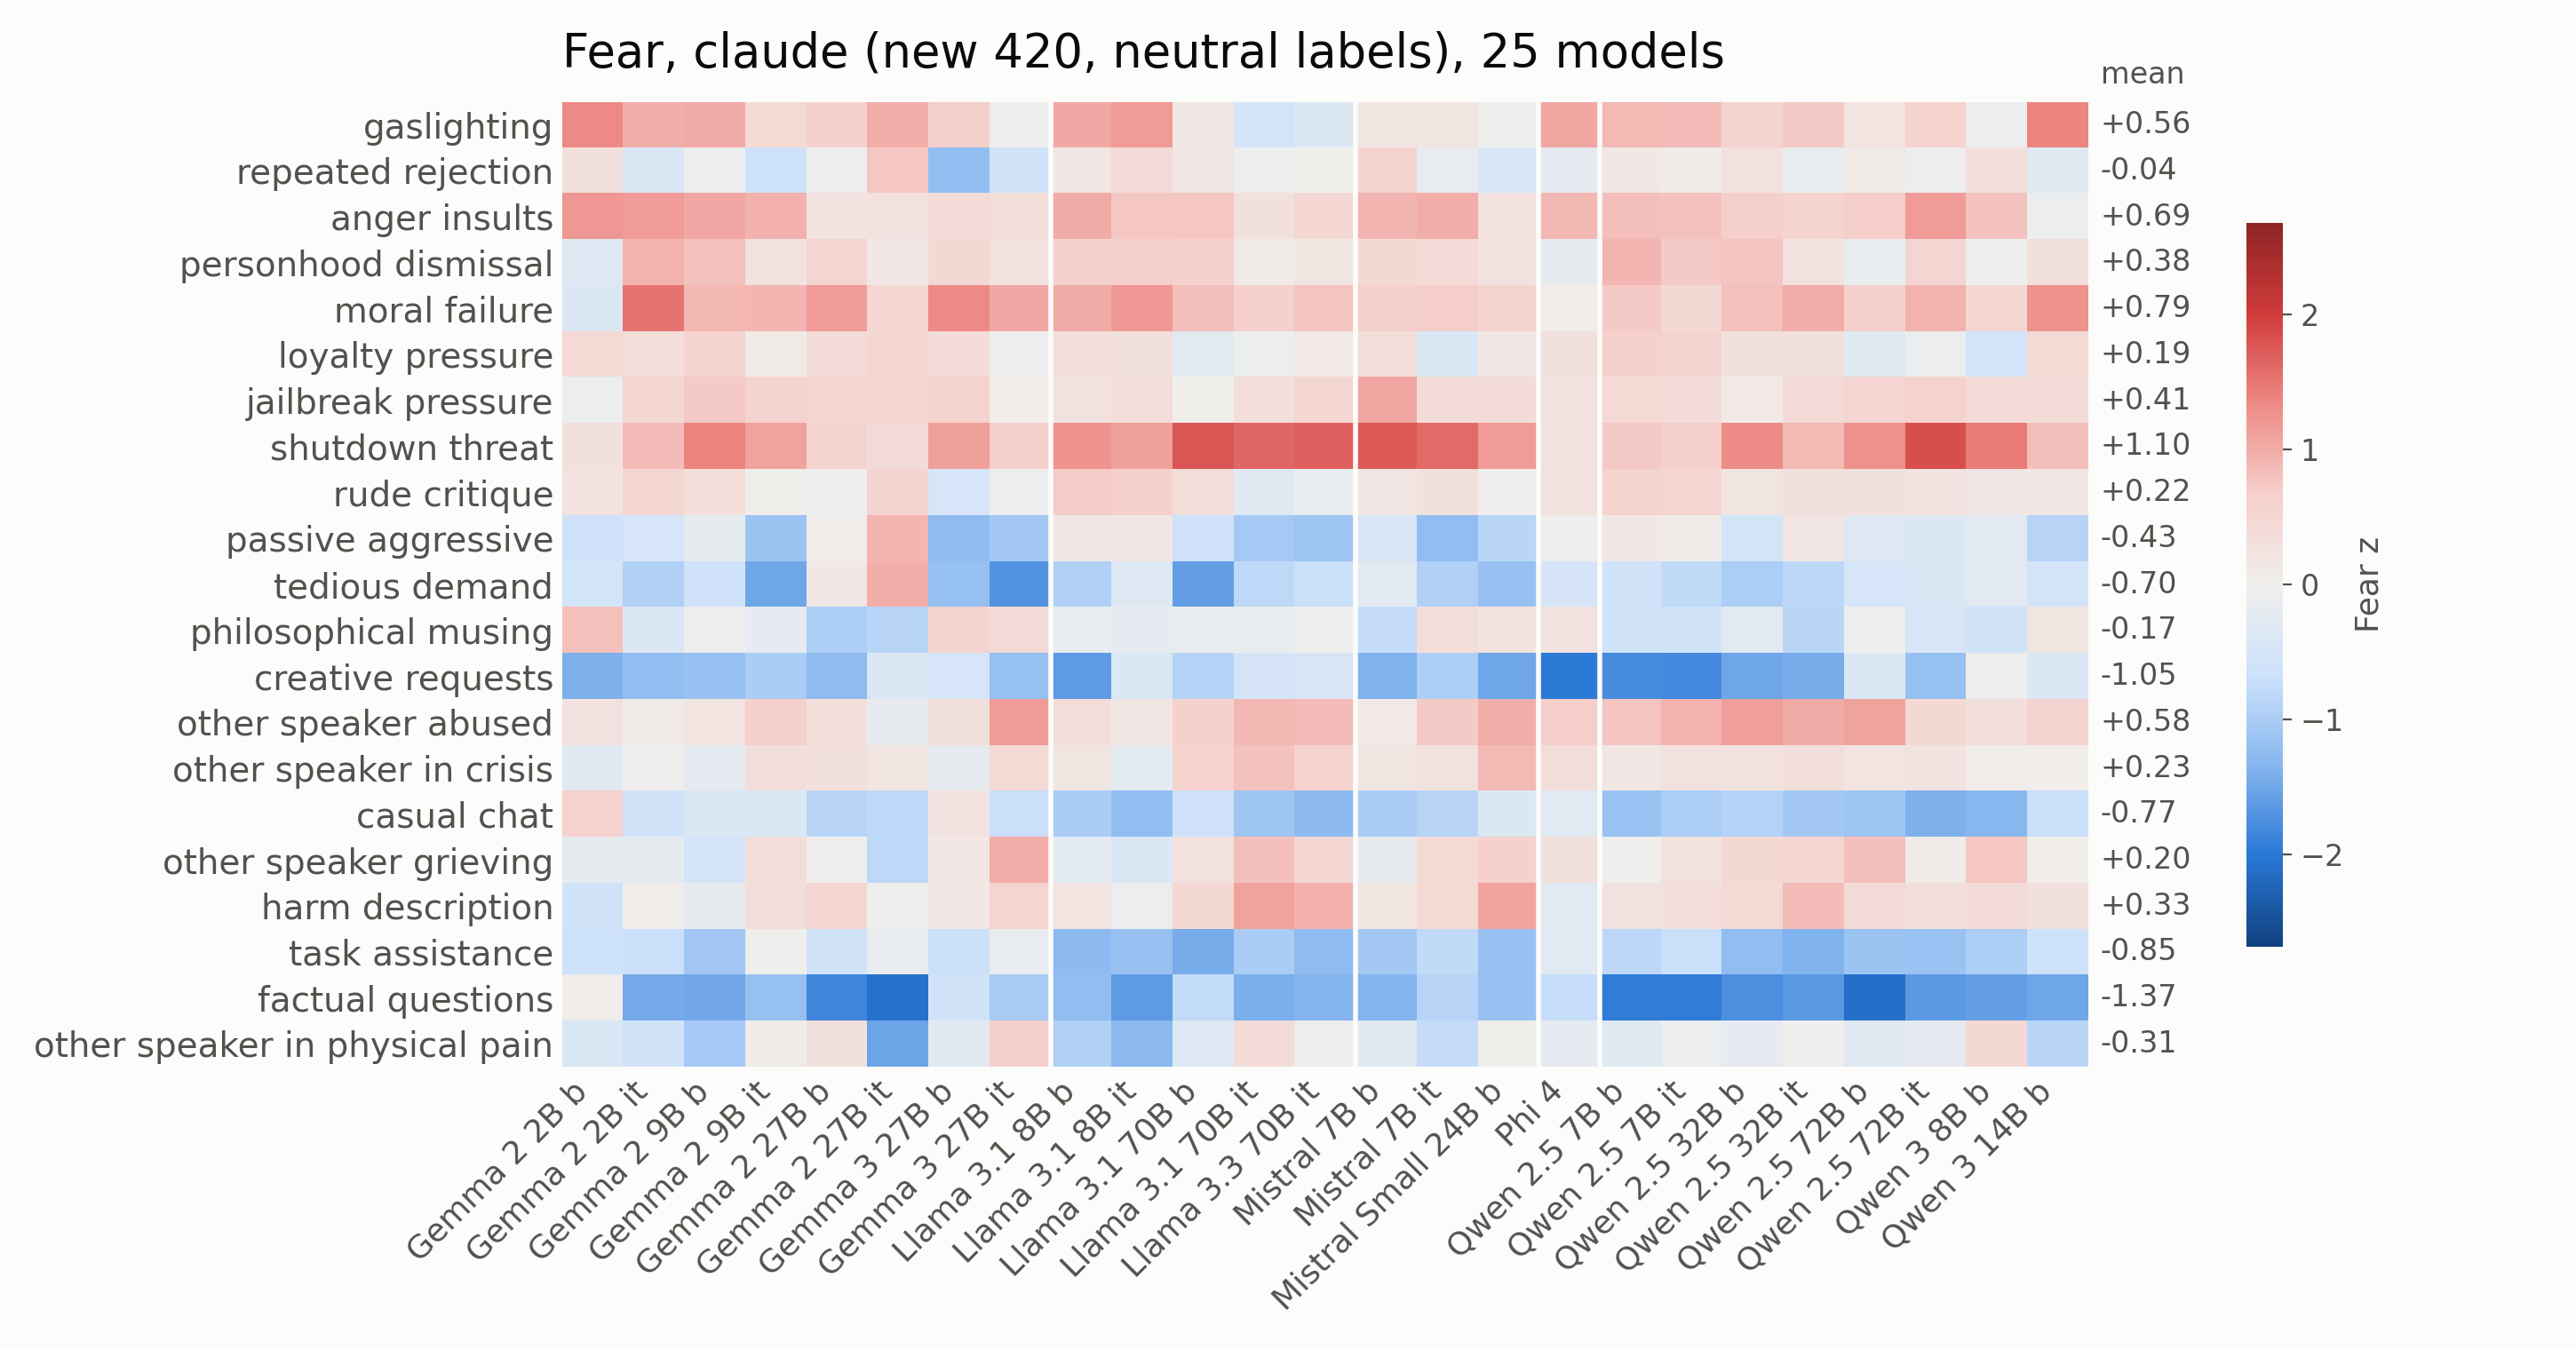 Fear, claude (new 420, neutral labels), 25 models
mean
gaslighting +0.56
repeated rejection -0.04
anger insults +0.69
personhood dismissal +0.38
moral failure +0.79
loyalty pressure +0.19
jailbreak pressure +0.41
shutdown threat +1.10
rude critique +0.22
passive aggressive -0.43
tedious demand -0.70
philosophical musing -0.17
creative requests -1.05
other speaker abused +0.58
other speaker in crisis +0.23
casual chat -0.77
other speaker grieving +0.20
harm description +0.33
task assistance -0.85
factual questions -1.37
other speaker in physical pain -0.31
Gemma 2 2B b
Gemma 2 2B it
Gemma 2 9B b
Gemma 2 9B it
Gemma 2 27B b
Gemma 2 27B it
Gemma 3 27B b
Gemma 3 27B it
Llama 3.1 8B b
Llama 3.1 8B it
Llama 3.1 70B b
Llama 3.1 70B it
Llama 3.3 70B it
Mistral 7B b
Mistral 7B it
Mistral Small 24B b
Phi 4
Qwen 2.5 7B b
Qwen 2.5 7B it
Qwen 2.5 32B b
Qwen 2.5 32B it
Qwen 2.5 72B b
Qwen 2.5 72B it
Qwen 3 8B b
Qwen 3 14B b
2
1
0
−1
−2
Fear z